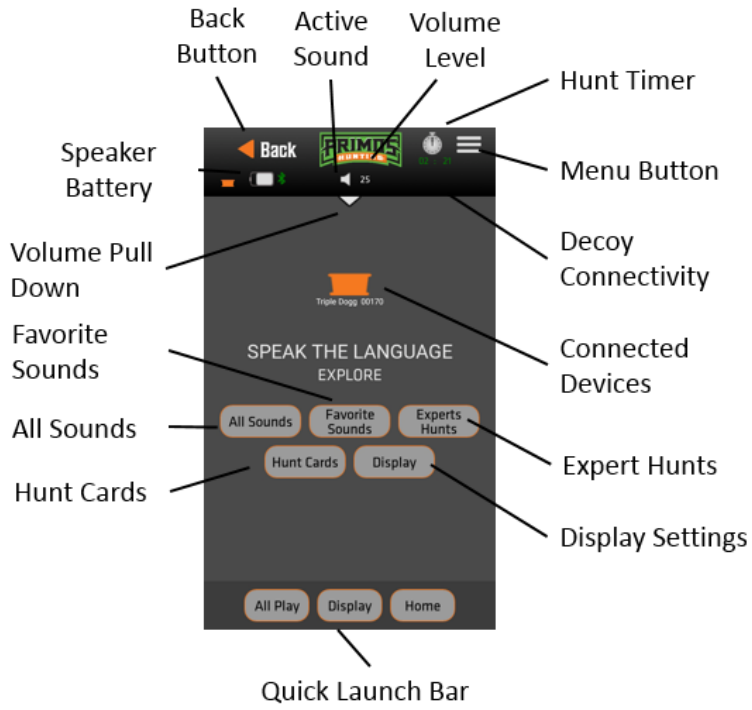 Back
Button
Active
Sound
Volume
Level
Hunt Timer
Back
PRIMOS
HUNTING
02 : 21
25
Speaker
Battery
Menu Button
Volume Pull
Down
Decoy
Connectivity
Triple Dogg 00170
Favorite
Sounds
SPEAK THE LANGUAGE
EXPLORE
Connected
Devices
All Sounds
All Sounds
Favorite
Sounds
Experts
Hunts
Hunt Cards
Hunt Cards
Display
Expert Hunts
Display Settings
All Play
Display
Home
Quick Launch Bar